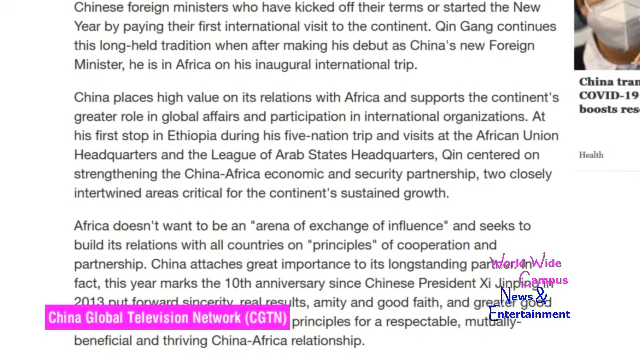 Chinese foreign ministers who have kicked off their terms or started the New
Year by paying their first international visit to the continent. Qin Gang continues
this long-held tradition when after making his debut as China's new Foreign
Minister, he is in Africa on his inaugural international trip.
China places high value on its relations with Africa and supports the continent's
greater role in global affairs and participation in international organizations. At
his first stop in Ethiopia during his five-nation trip and visits at the African Union
Headquarters and the League of Arab States Headquarters, Qin centered on
strengthening the China-Africa economic and security partnership, two closely
intertwined areas critical for the continent's sustained growth.
Africa doesn't want to be an "arena of exchange of influence" and seeks to
build its relations with all countries on "principles" of cooperation and
partnership. China attaches great importance to its longstanding partner. In
fact, this year marks the 10th anniversary since Chinese President Xi Jinping in
2013 put forward sincerity, real results, amity and good faith, and greater good
principles for a respectable, mutually-
beneficial and thriving China-Africa relationship.
China Global Television Network (CGTN)
China tran
COVID-19
boosts rese
Health
World Wide
Campus
News &
Entertainment